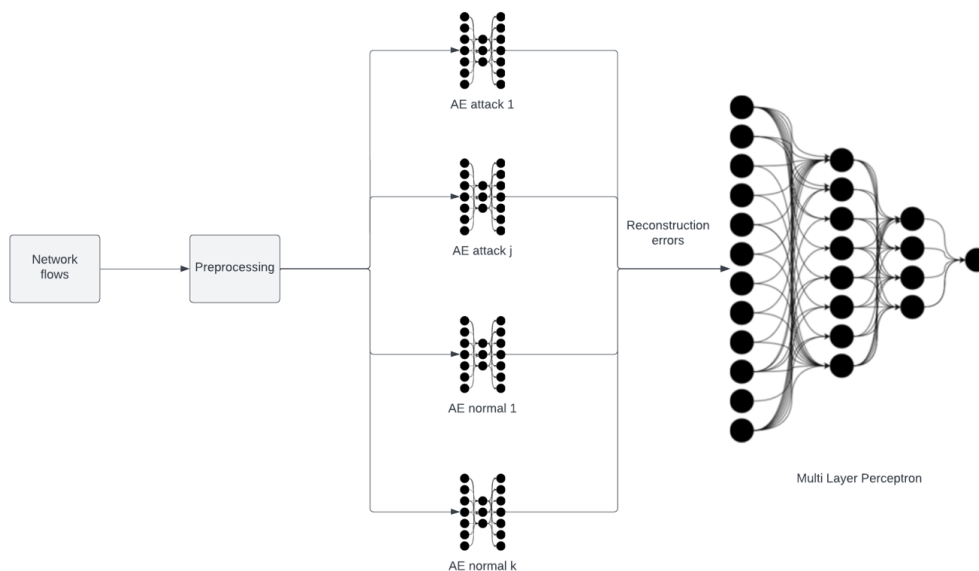 AE attack 1
AE attack j
Reconstruction
errors
Network
flows
Preprocessing
AE normal 1
Multi Layer Perceptron
AE normal k